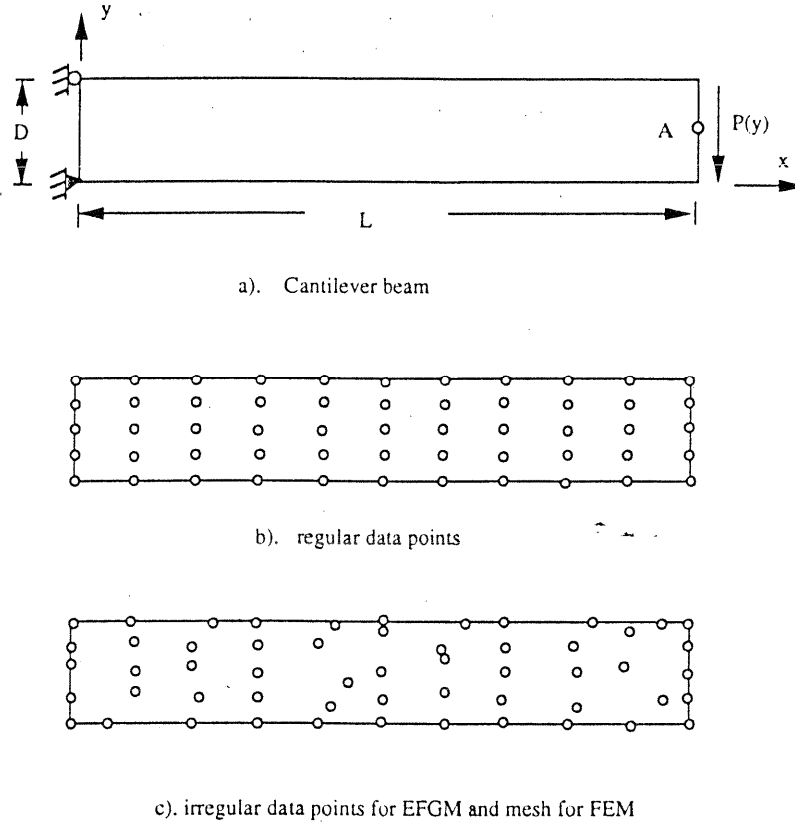 y
D
A
P(y)
x
L
a). Cantilever beam
b). regular data points
c). irregular data points for EFGM and mesh for FEM